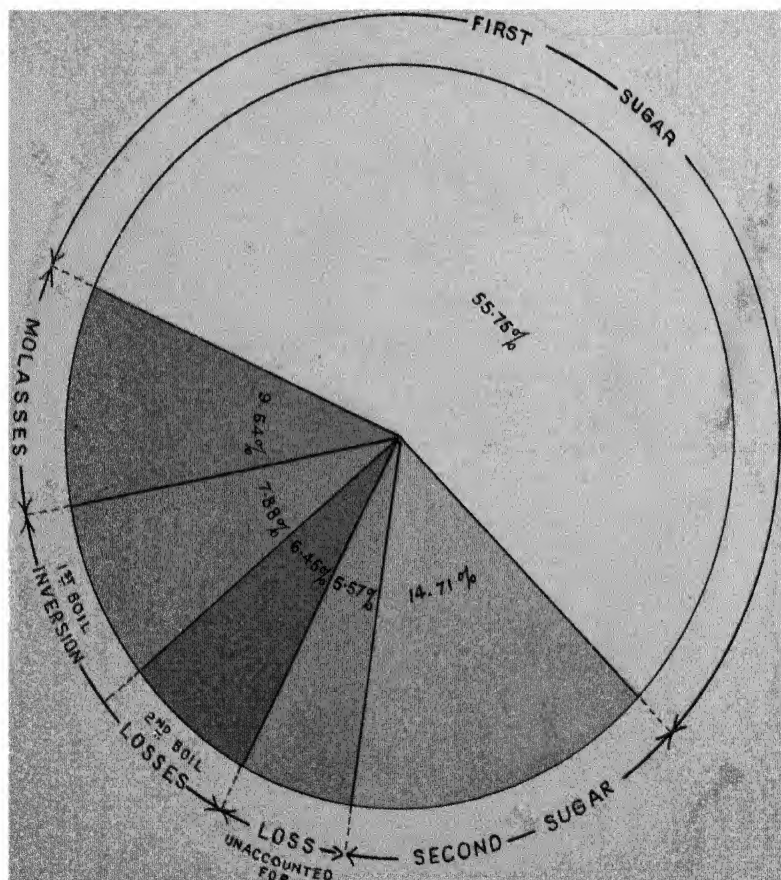 FIRST
SUGAR
55·75%
MOLASSES
9·64%
7·88%
6·45%
5·57%
14.71%
1ST BOIL
INVERSION
2ND BOIL
LOSSES
LOSS
UNACCOUNTED
FOR
SECOND
SUGAR